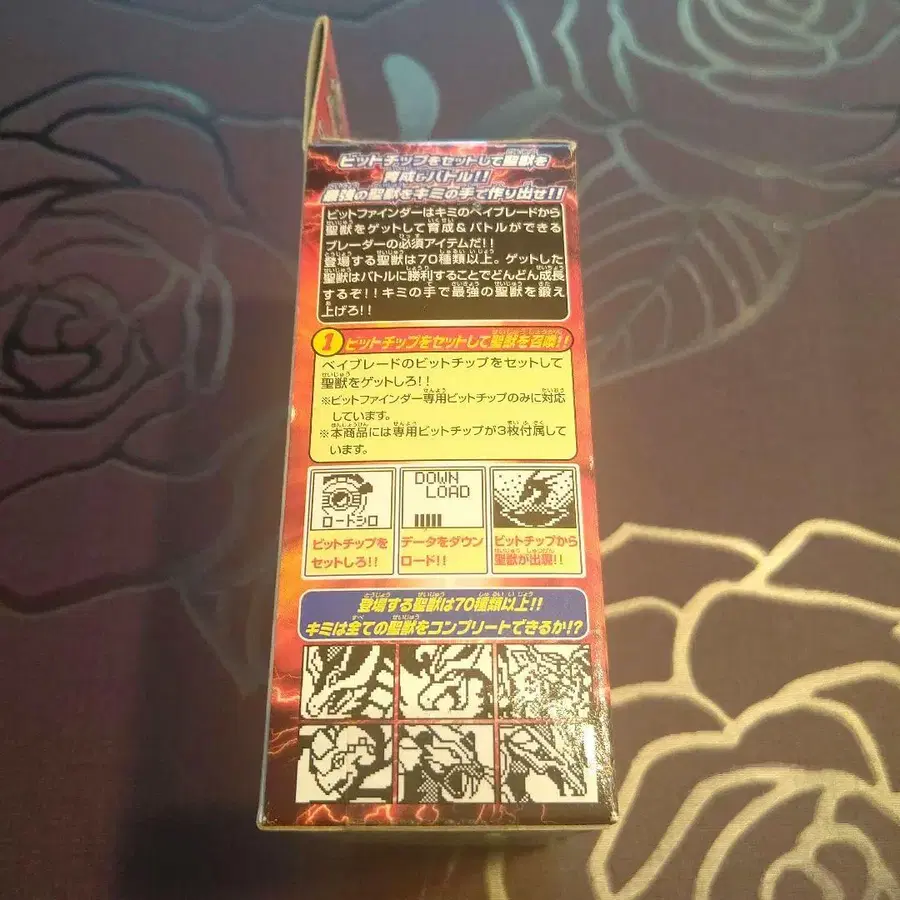 ビットチップをセットして聖獣を
育成&バトル!!
最強の聖獣をキミの手で作り出せ!!
ビットファインダーはキミのベイブレードから
聖獣をゲットして育成&バトルができる
ブレーダーの必須アイテムだ!!
登場する聖獣は70種類以上。ゲットした
聖獣はバトルに勝利することでどんどん成長
するぞ!!キミの手で最強の聖獣を鍛え
上げろ!!
1 ビットチップをセットして聖獣を召喚!!
ベイブレードのビットチップをセットして
聖獣をゲットしろ!!
※ビットファインダー専用ビットチップのみに対応
しています。
※本商品には専用ビットチップが3枚付属して
います。
ロードシロ
DOWN
LOAD
ビットチップを
セットしろ!!
データをダウン
ロード!!
ビットチップから
聖獣が出現!!
登場する聖獣は70種類以上!!
キミは全ての聖獣をコンプリートできるか!?